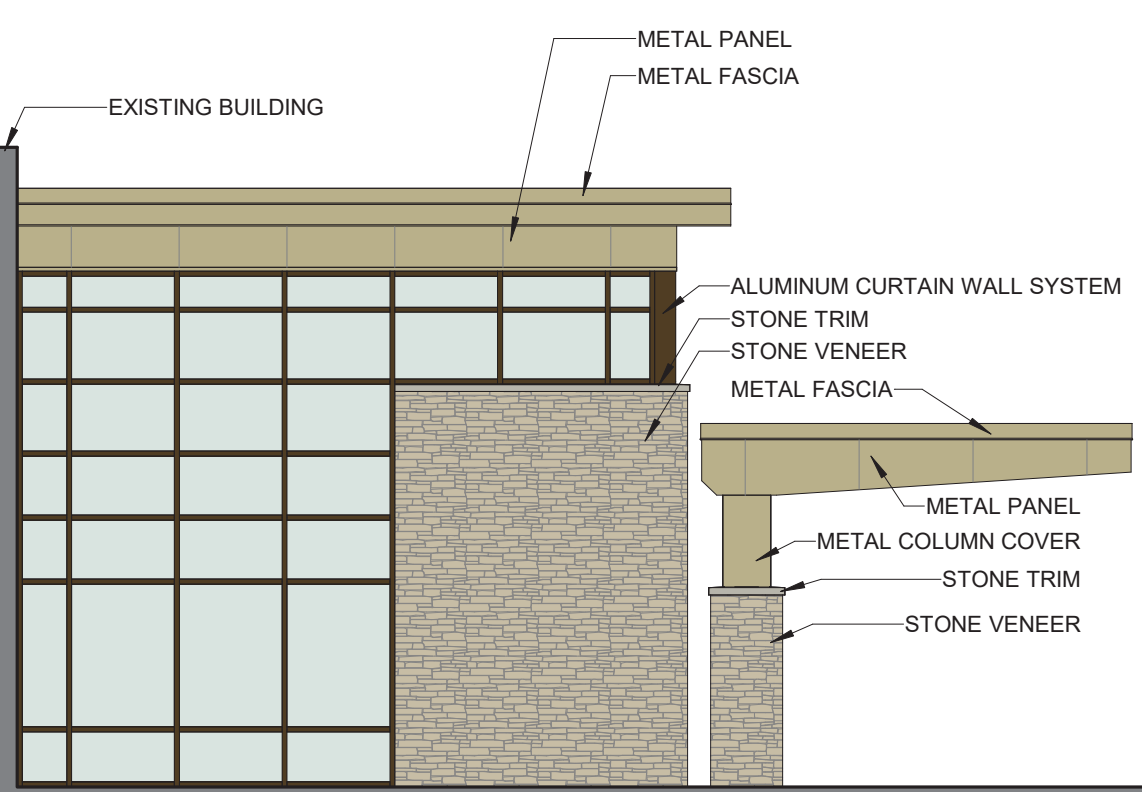 METAL PANEL
METAL FASCIA
EXISTING BUILDING
ALUMINUM CURTAIN WALL SYSTEM
STONE TRIM
STONE VENEER
METAL FASCIA
METAL PANEL
METAL COLUMN COVER
STONE TRIM
STONE VENEER